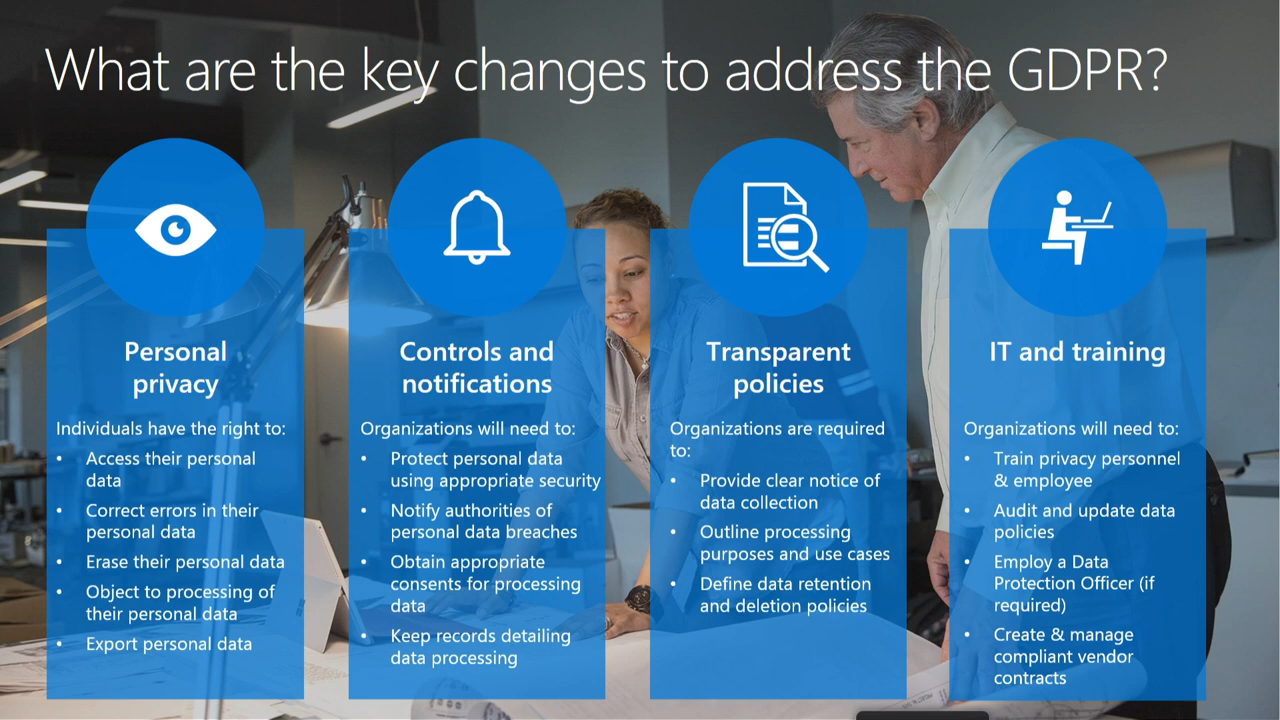 What are the key changes to address the GDPR?
Personal
privacy
Individuals have the right to:
• Access their personal
data
• Correct errors in their
personal data
• Erase their personal data
• Object to processing of
their personal data
• Export personal data
Controls and
notifications
Organizations will need to:
• Protect personal data
using appropriate security
• Notify authorities of
personal data breaches
• Obtain appropriate
consents for processing
data
• Keep records detailing
data processing
Transparent
policies
Organizations are required
to:
• Provide clear notice of
data collection
• Outline processing
purposes and use cases
• Define data retention
and deletion policies
IT and training
Organizations will need to:
• Train privacy personnel
& employee
• Audit and update data
policies
• Employ a Data
Protection Officer (if
required)
• Create & manage
compliant vendor
contracts